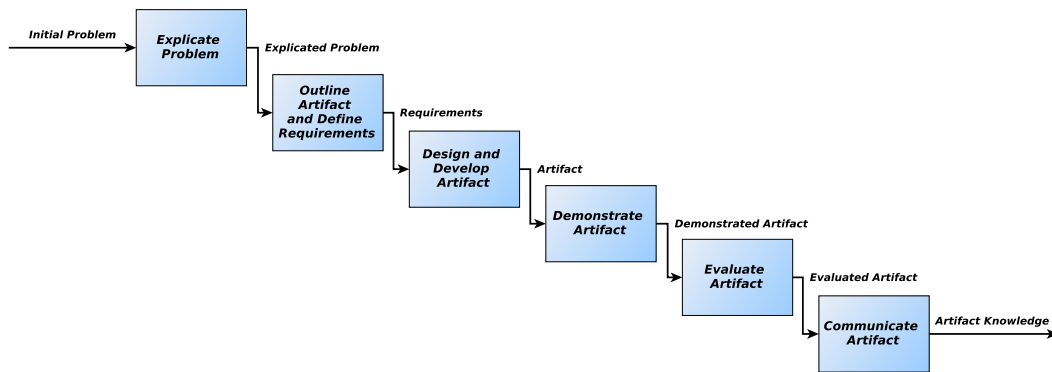 Initial Problem
Explicate
Problem
Explicated Problem
Outline
Artifact
and Define
Requirements
Requirements
Design and
Develop
Artifact
Artifact
Demonstrate
Artifact
Demonstrated Artifact
Evaluate
Artifact
Evaluated Artifact
Communicate
Artifact
Artifact Knowledge